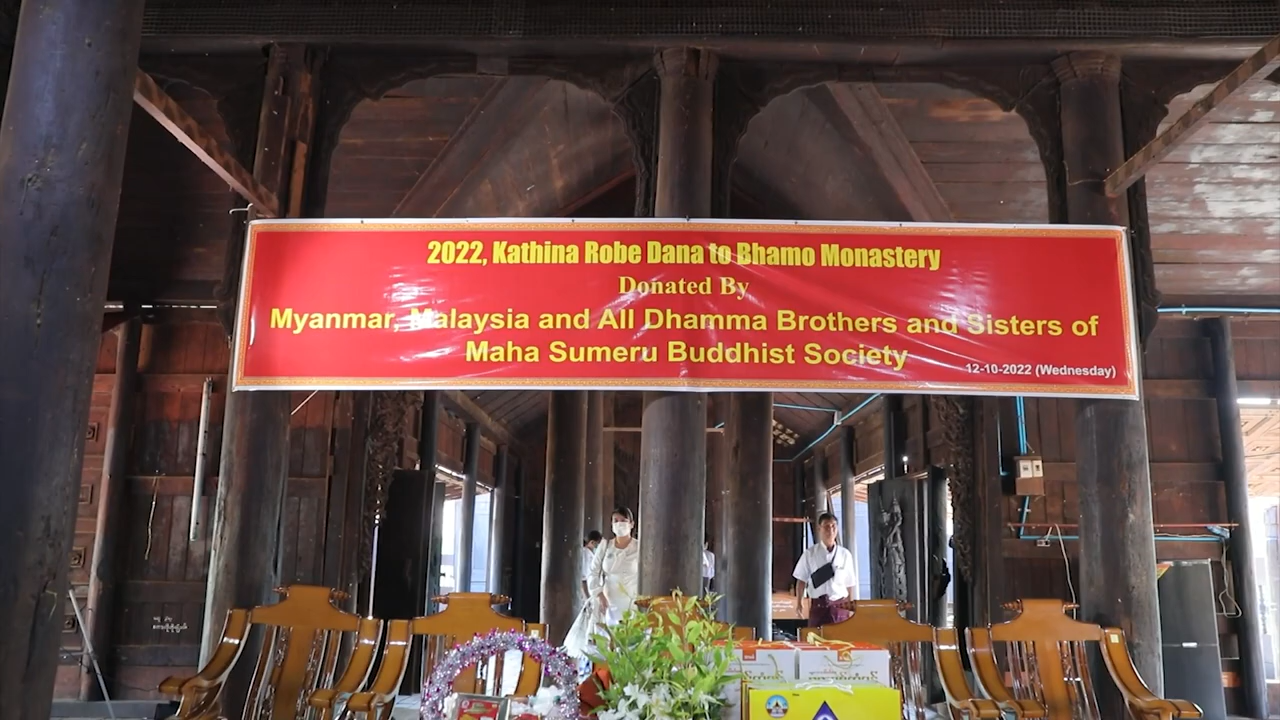 2022, Kathina Robe Dana to Bhamo Monastery
Donated By
Myanmar, Malaysia and All Dhamma Brothers and Sisters of
Maha Sumeru Buddhist Society
12-10-2022 (Wednesday)